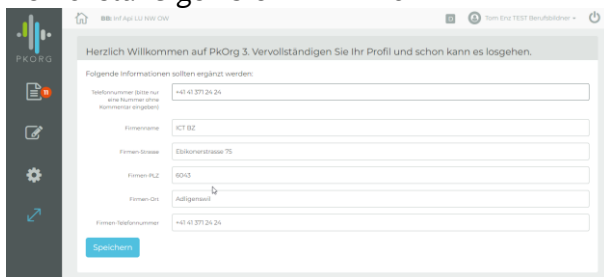 BB: Inf Api LU NW OW
Tom Enz TEST Berufsbildner
PKORG
Herzlich Willkommen auf PkOrg 3. Vervollständigen Sie Ihr Profil und schon kann es losgehen.
Folgende Informationen sollten ergänzt werden:
Telefonnummer (bitte nur
eine Nummer ohne
Kommentar eingeben)
+41 41 371 24 24
Firmenname
ICT BZ
Firmen-Strasse
Ebikonerstrasse 75
Firmen-PLZ
6043
Firmen-Ort
Adligenswil
Firmen-Telefonnummer
+41 41 371 24 24
Speichern